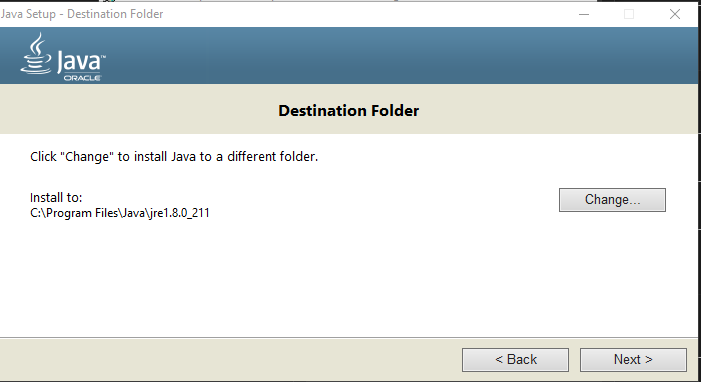 Java Setup - Destination Folder
Java™
ORACLE
Destination Folder
Click "Change" to install Java to a different folder.
Install to:
C:\Program Files\Java\jre1.8.0_211
Change...
< Back
Next >